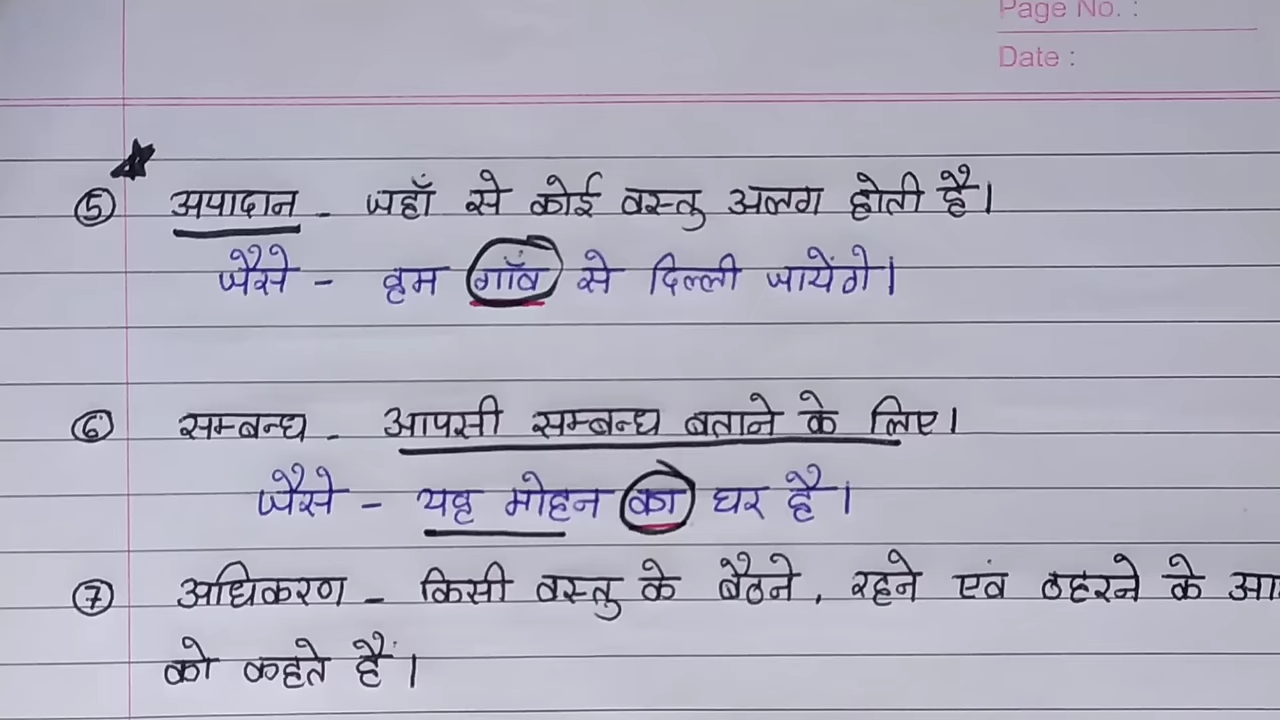 Page No. :
Date :
⑤ अपादान - जहाँ से कोई वस्तु अलग होती है।
जैसे - हम गाँव से दिल्ली जायेंगे।
⑥ सम्बन्ध - आपसी सम्बन्ध बताने के लिए।
जैसे - यह मोहन का घर है।
⑦ अधिकरण - किसी वस्तु के बैठने, रहने एवं ठहरने के
को कहते हैं।